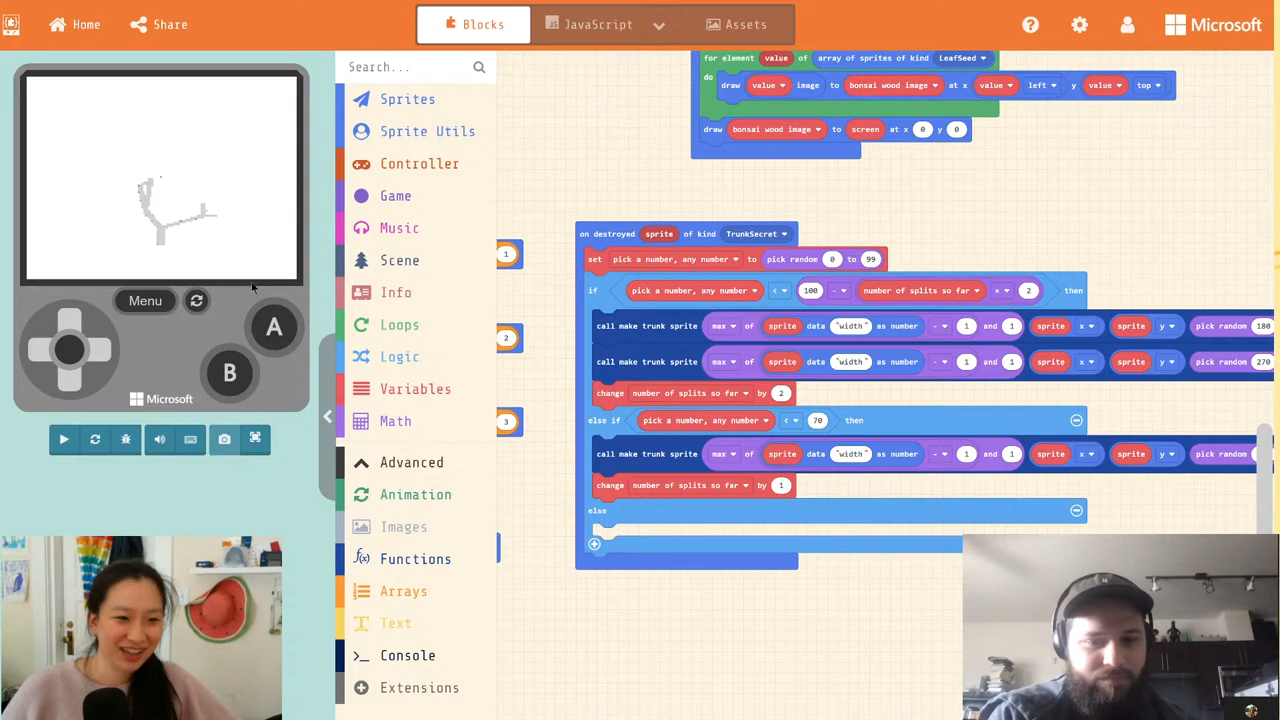 Home
Share
Blocks
JS JavaScript
Assets
Microsoft
Search...
Sprites
Sprite Utils
Controller
Game
Music
Scene
Info
Loops
Logic
Variables
Math
Advanced
Animation
Images
Functions
Arrays
Text
Console
Extensions
Menu
A
B
Microsoft
for element value of array of sprites of kind LeafSeed
do
draw value image to bonsai wood image at x value left y value top
draw bonsai wood image to screen at x 0 y 0
1
2
3
on destroyed sprite of kind TrunkSecret
set pick a number, any number to pick random 0 to 99
if pick a number, any number < 100 - number of splits so far x 2 then
call make trunk sprite max of sprite data "width" as number - 1 and 1 sprite x sprite y pick random 180
call make trunk sprite max of sprite data "width" as number - 1 and 1 sprite x sprite y pick random 270
change number of splits so far by 2
else if pick a number, any number < 70 then
call make trunk sprite max of sprite data "width" as number - 1 and 1 sprite x sprite y pick random
change number of splits so far by 1
else